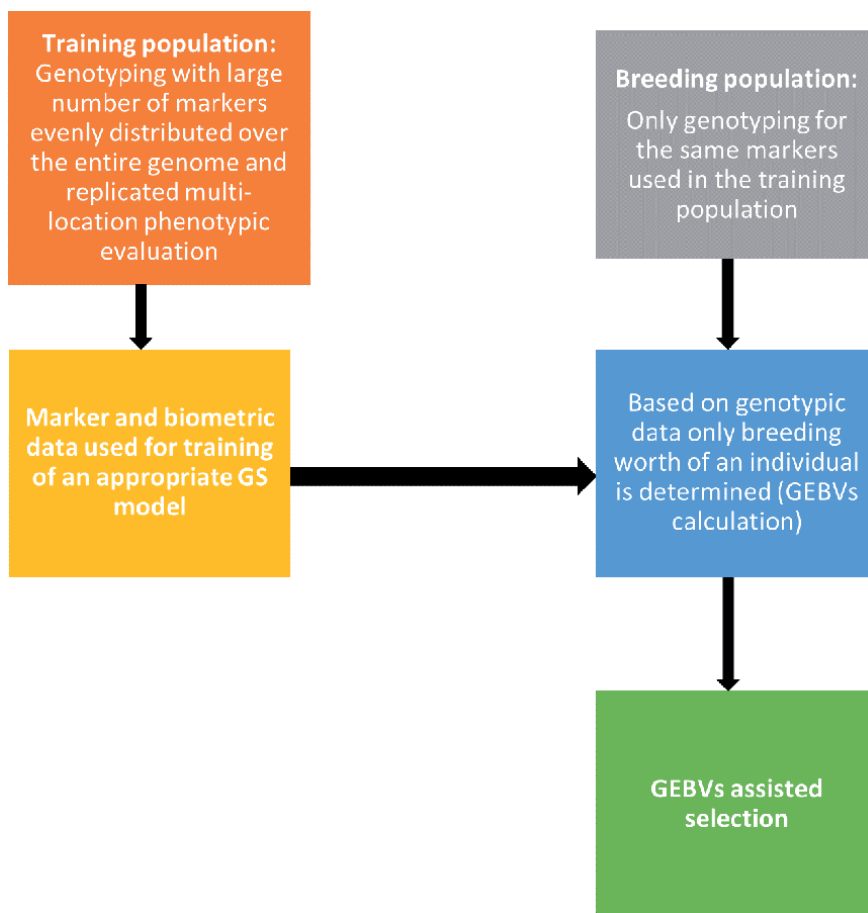 Training population:
Genotyping with large
number of markers
evenly distributed over
the entire genome and
replicated multi-
location phenotypic
evaluation
Breeding population:
Only genotyping for
the same markers
used in the training
population
Marker and biometric
data used for training
of an appropriate GS
model
Based on genotypic
data only breeding
worth of an individual
is determined (GEBVs
calculation)
GEBVs assisted
selection